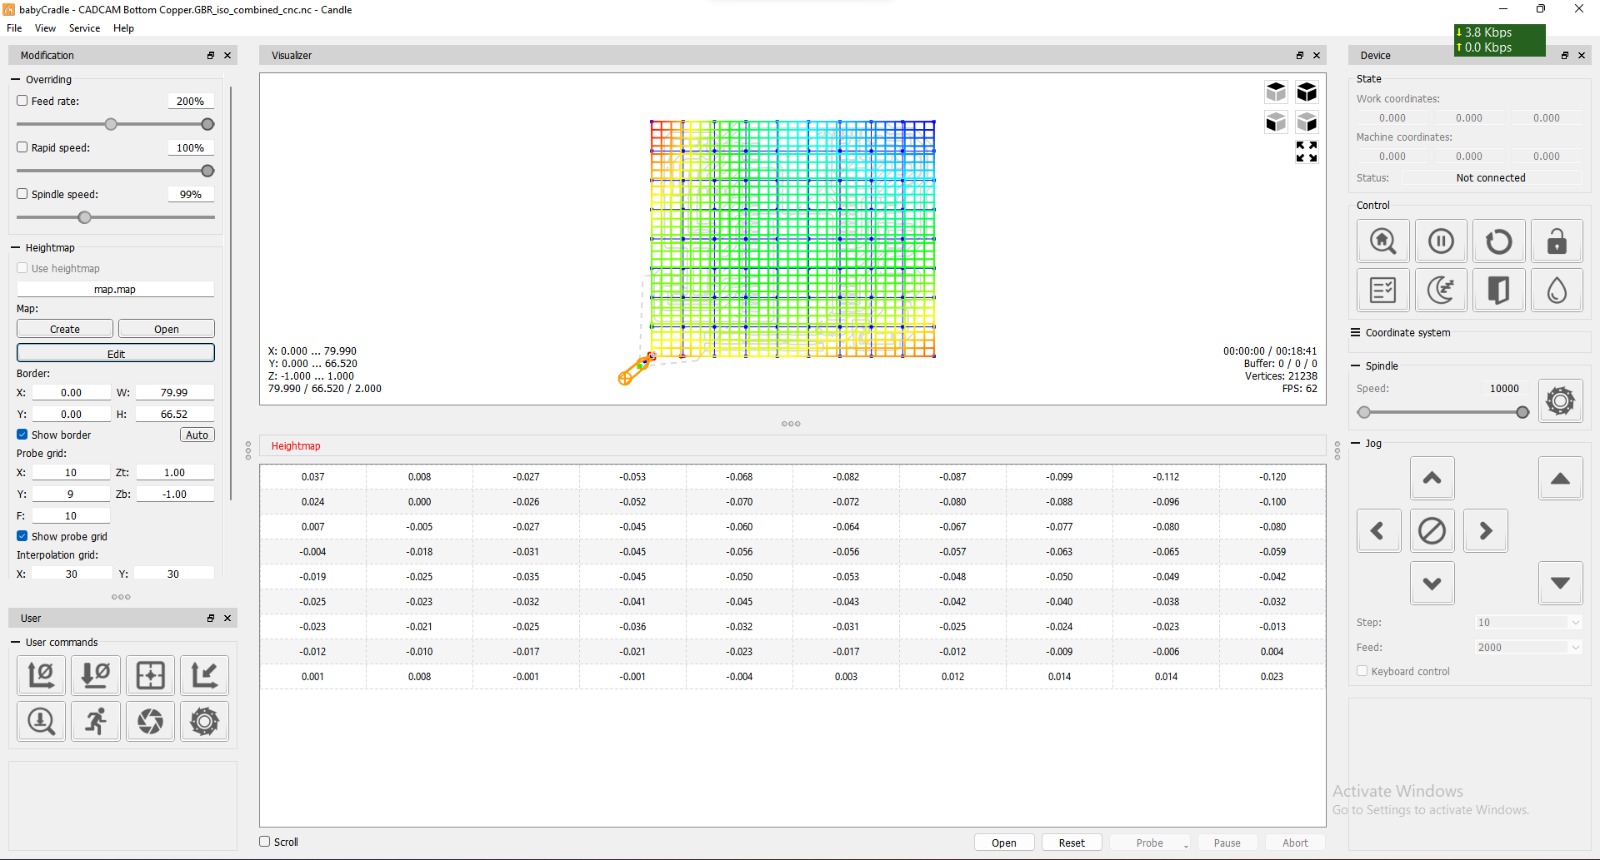 babyCradle - CADCAM Bottom Copper.GBR_iso_combined_cnc.nc - Candle
File View Service Help
↓ 3.8 Kbps
↑ 0.0 Kbps
Modification
Overriding
Feed rate: 200%
Rapid speed: 100%
Spindle speed: 99%
Heightmap
Use heightmap
map.map
Map:
Create Open
Edit
Border:
X: 0.00 W: 79.99
Y: 0.00 H: 66.52
Show border Auto
Probe grid:
X: 10 Zt: 1.00
Y: 9 Zb: -1.00
F: 10
Show probe grid
Interpolation grid:
X: 30 Y: 30
User
User commands
Visualizer
X: 0.000 ... 79.990
Y: 0.000 ... 66.520
Z: -1.000 ... 1.000
79.990 / 66.520 / 2.000
00:00:00 / 00:18:41
Buffer: 0 / 0 / 0
Vertices: 21238
FPS: 62
Heightmap
0.037 0.008 -0.027 -0.053 -0.068 -0.082 -0.087 -0.099 -0.112 -0.120
0.024 0.000 -0.026 -0.052 -0.070 -0.072 -0.080 -0.088 -0.096 -0.100
0.007 -0.005 -0.027 -0.045 -0.060 -0.064 -0.067 -0.077 -0.080 -0.080
-0.004 -0.018 -0.031 -0.045 -0.056 -0.056 -0.057 -0.063 -0.065 -0.059
-0.019 -0.025 -0.035 -0.045 -0.050 -0.053 -0.048 -0.050 -0.049 -0.042
-0.025 -0.023 -0.032 -0.041 -0.045 -0.043 -0.042 -0.040 -0.038 -0.032
-0.023 -0.021 -0.025 -0.036 -0.032 -0.031 -0.025 -0.024 -0.023 -0.013
-0.012 -0.010 -0.017 -0.021 -0.023 -0.017 -0.012 -0.009 -0.006 0.004
0.001 0.008 -0.001 -0.001 -0.004 0.003 0.012 0.014 0.014 0.023
Scroll Open Reset Probe Pause Abort
Device
State
Work coordinates:
0.000 0.000 0.000
Machine coordinates:
0.000 0.000 0.000
Status: Not connected
Control
Coordinate system
Spindle
Speed: 10000
Jog
Step: 10
Feed: 2000
Keyboard control
Activate Windows
Go to Settings to activate Windows.